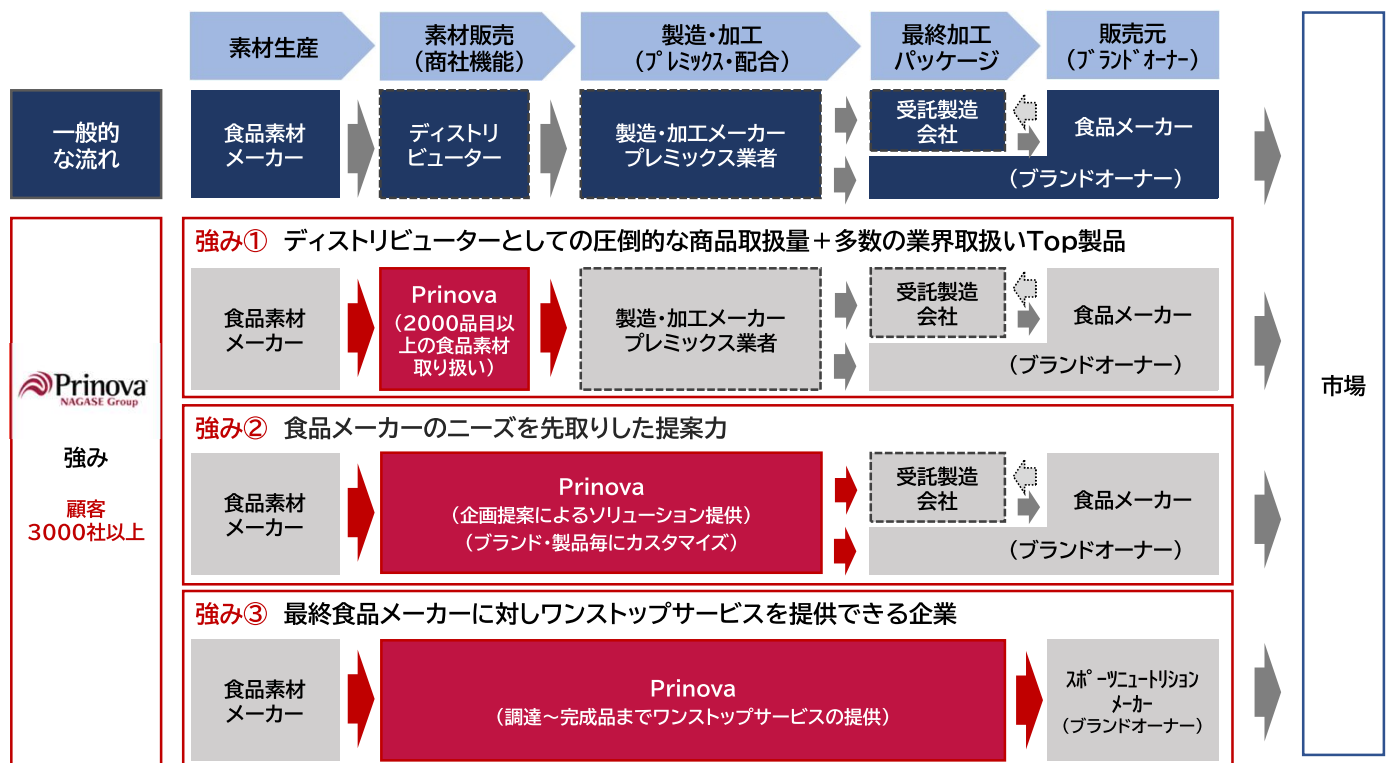 素材生産
素材販売
（商社機能）
製造・加工
（ﾌﾟﾚﾐｯｸｽ・配合）
最終加工
パッケージ
販売元
（ﾌﾞﾗﾝﾄﾞｵｰﾅｰ）
一般的
な流れ
食品素材
メーカー
ディストリ
ビューター
製造・加工メーカー
プレミックス業者
受託製造
会社
食品メーカー
（ブランドオーナー）
市場
Prinova
NAGASE Group
強み
顧客
3000社以上
強み① ディストリビューターとしての圧倒的な商品取扱量＋多数の業界取扱いTop製品
食品素材
メーカー
Prinova
（2000品目以
上の食品素材
取り扱い）
製造・加工メーカー
プレミックス業者
受託製造
会社
食品メーカー
（ブランドオーナー）
強み② 食品メーカーのニーズを先取りした提案力
食品素材
メーカー
Prinova
（企画提案によるソリューション提供）
（ブランド・製品毎にカスタマイズ）
受託製造
会社
食品メーカー
（ブランドオーナー）
強み③ 最終食品メーカーに対しワンストップサービスを提供できる企業
食品素材
メーカー
Prinova
（調達～完成品までワンストップサービスの提供）
ｽﾎﾟｰﾂﾆｭｰﾄﾘｼｮﾝ
ﾒｰｶｰ
（ブランドオーナー）